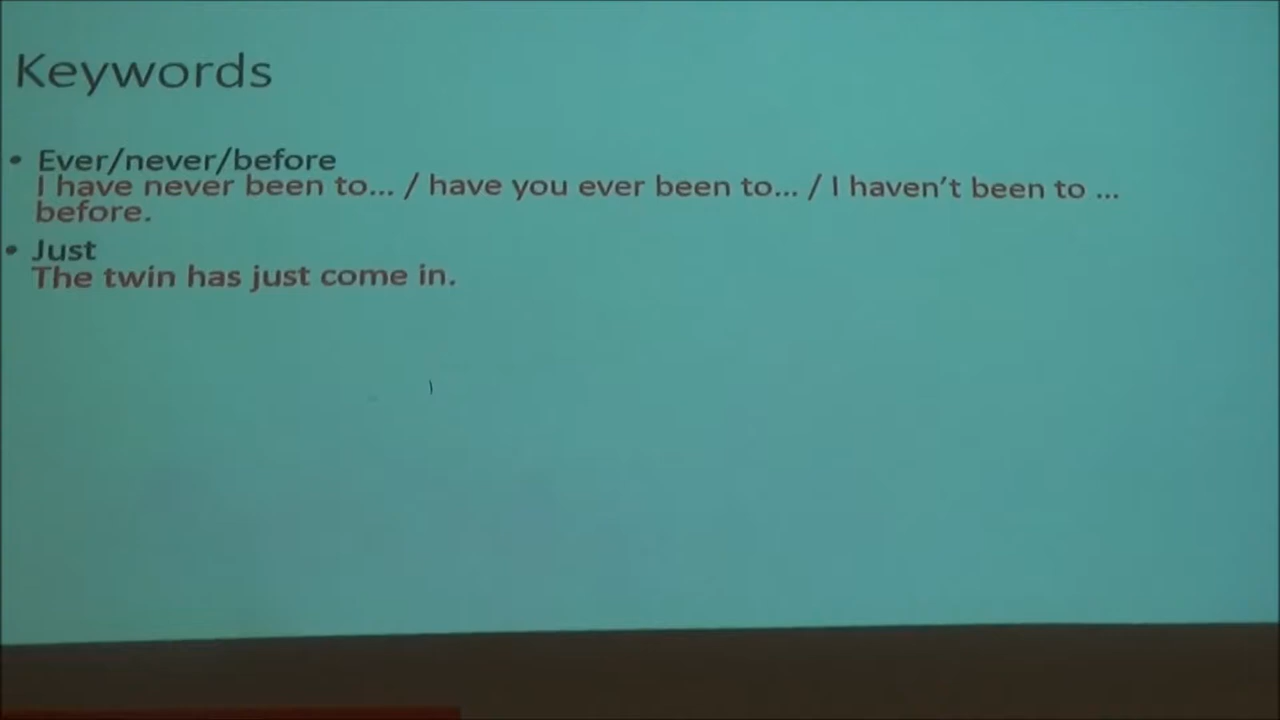 Keywords
• Ever/never/before
I have never been to... / have you ever been to... / I haven't been to ...
before.
• Just
The twin has just come in.